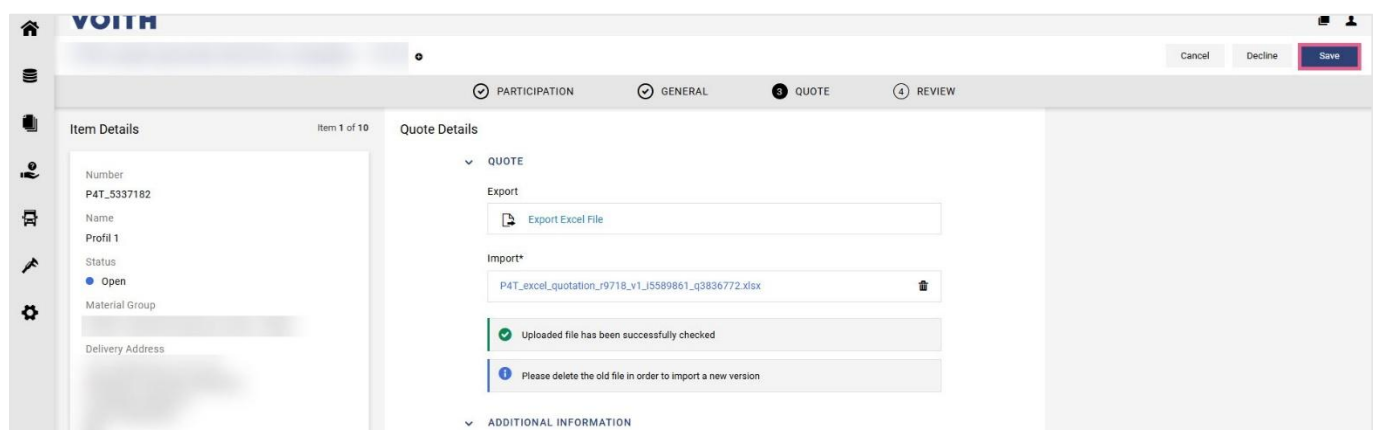 VOITH
Cancel Decline Save
PARTICIPATION GENERAL 3 QUOTE 4 REVIEW
Item Details Item 1 of 10
Number
P4T_5337182
Name
Profil 1
Status
Open
Material Group
Delivery Address
Quote Details
QUOTE
Export
Export Excel File
Import*
P4T_excel_quotation_r9718_v1_i5589861_q3836772.xlsx
Uploaded file has been successfully checked
Please delete the old file in order to import a new version
ADDITIONAL INFORMATION